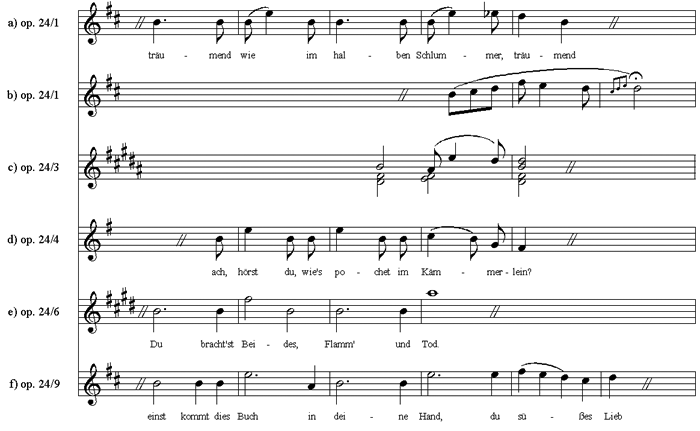 a) op. 24/1
träu- mend wie im hal- ben Schlum- mer, träu- mend
b) op. 24/1
c) op. 24/3
d) op. 24/4
ach, hörst du, wie's po - chet im Käm - mer-lein?
e) op. 24/6
Du bracht'st Bei - des, Flamm' und Tod.
f) op. 24/9
einst kommt dies Buch in dei - ne Hand, du sü - ßes Lieb